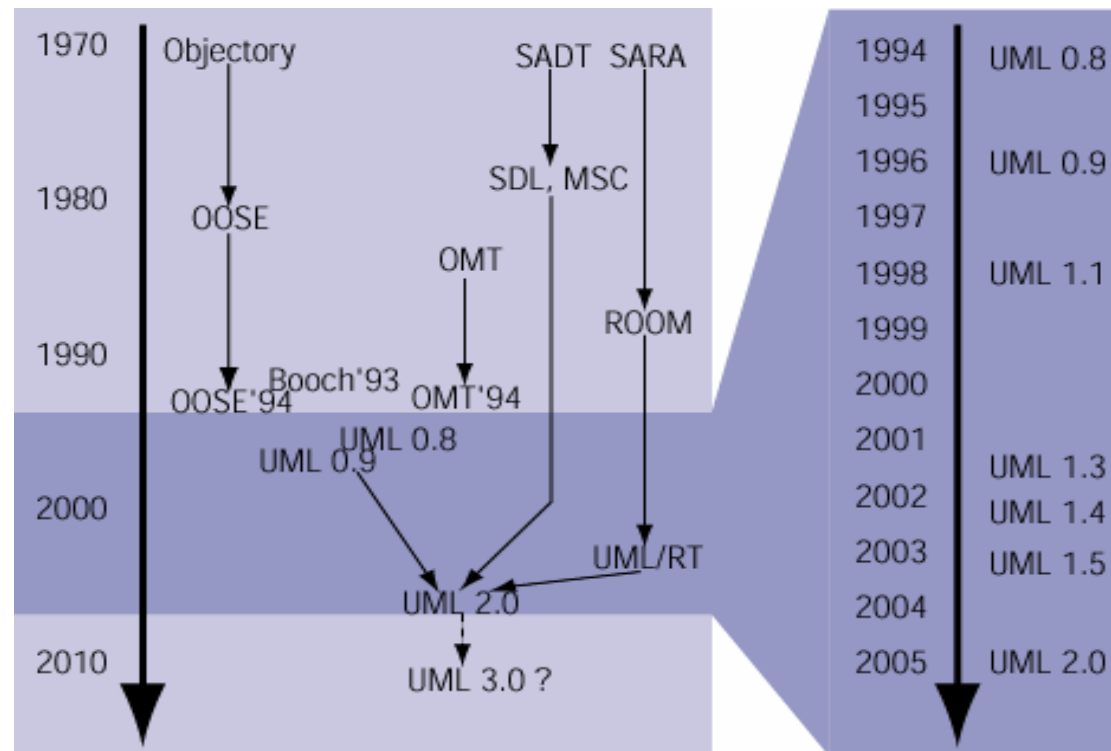 1970
Objectory
SADT SARA
SDL, MSC
1980
OOSE
OMT
ROOM
1990
Booch'93
OOSE'94
OMT'94
UML 0.8
UML 0.9
2000
UML/RT
UML 2.0
2010
UML 3.0 ?
1994
UML 0.8
1995
1996
UML 0.9
1997
1998
UML 1.1
1999
2000
2001
UML 1.3
2002
UML 1.4
2003
UML 1.5
2004
2005
UML 2.0